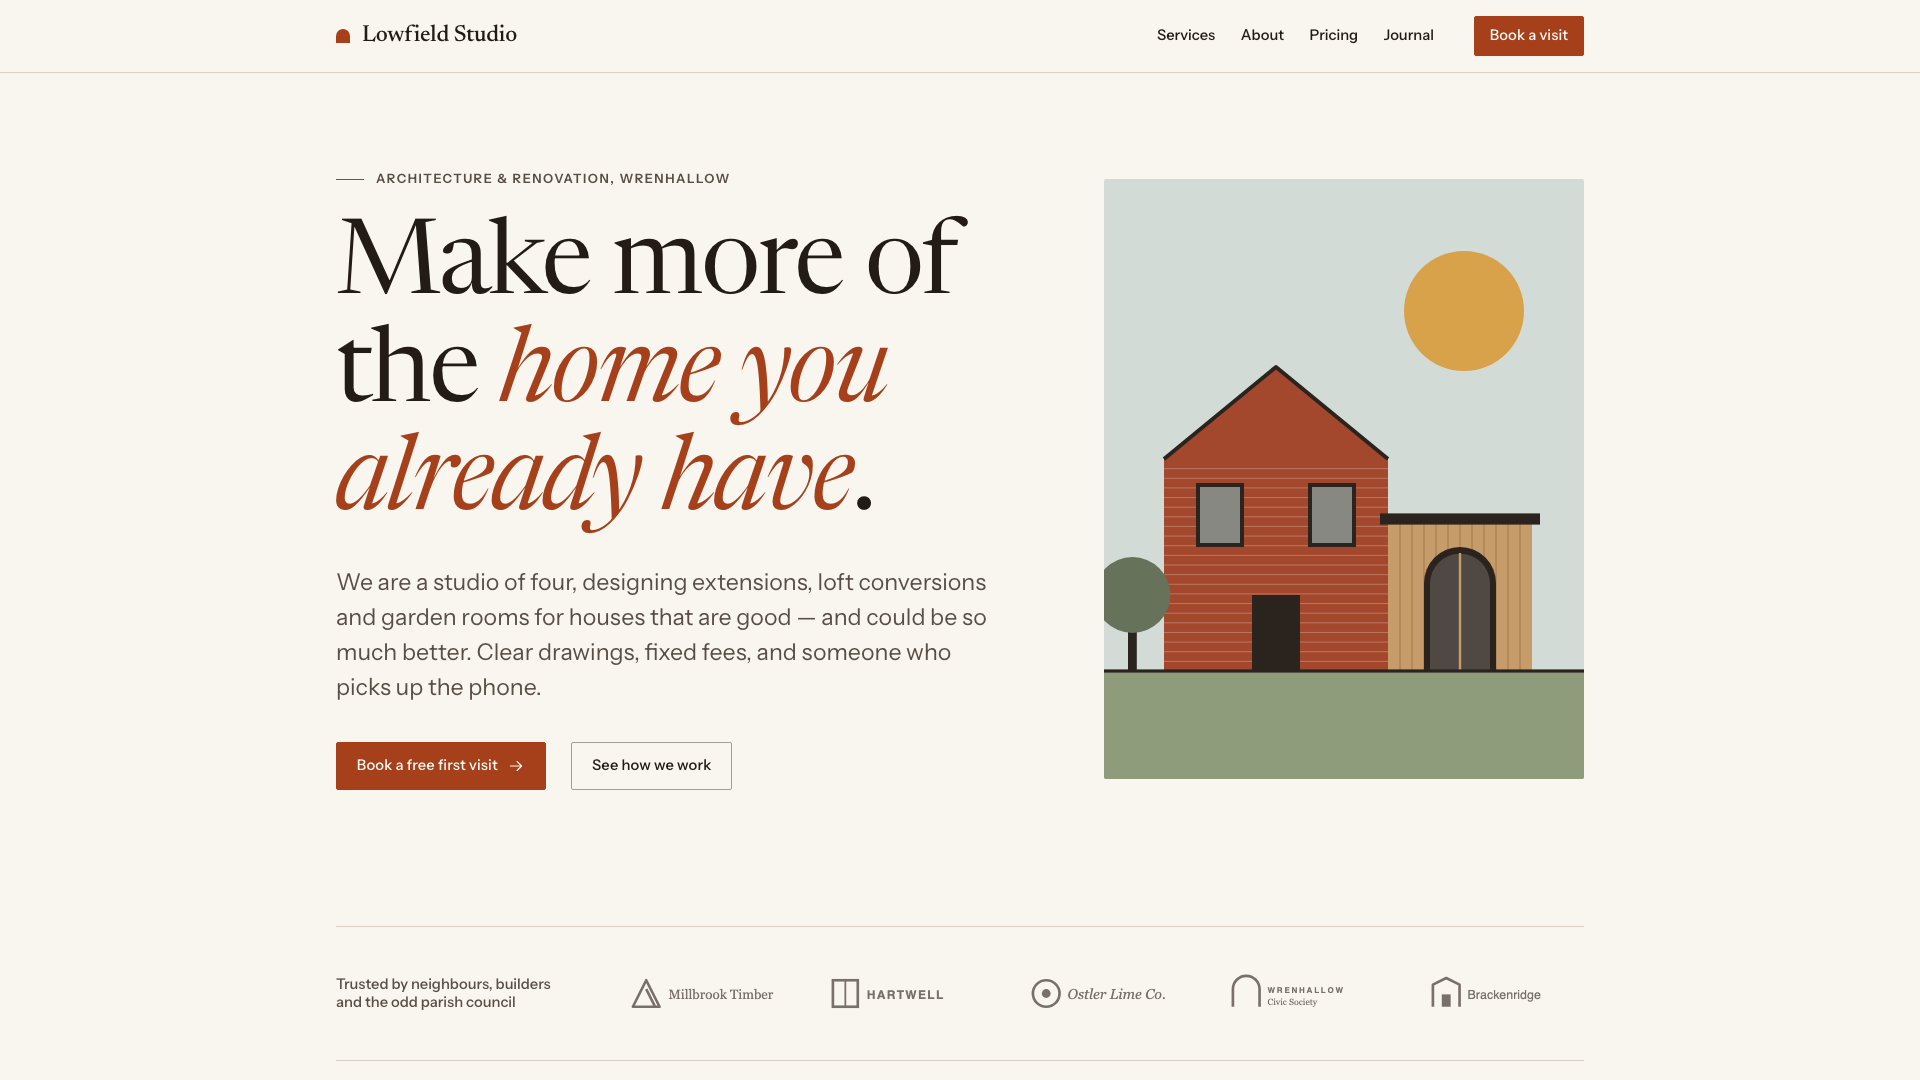 Lowfield Studio
Services
About
Pricing
Journal
Book a visit
ARCHITECTURE & RENOVATION, WRENHALLOW
Make more of
the home you
already have.
We are a studio of four, designing extensions, loft conversions
and garden rooms for houses that are good — and could be so
much better. Clear drawings, fixed fees, and someone who
picks up the phone.
Book a free first visit →
See how we work
Trusted by neighbours, builders
and the odd parish council
Millbrook Timber
HARTWELL
Ostler Lime Co.
WRENHALLOW
Civic Society
Brackenridge